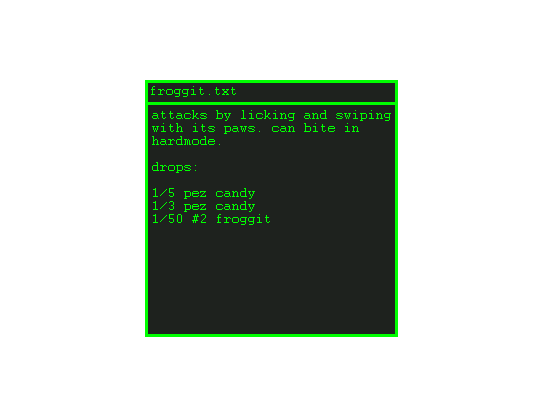 froggit.txt
attacks by licking and swiping
with its paws. can bite in
hardmode.
drops:
1/5 pez candy
1/3 pez candy
1/50 #2 froggit